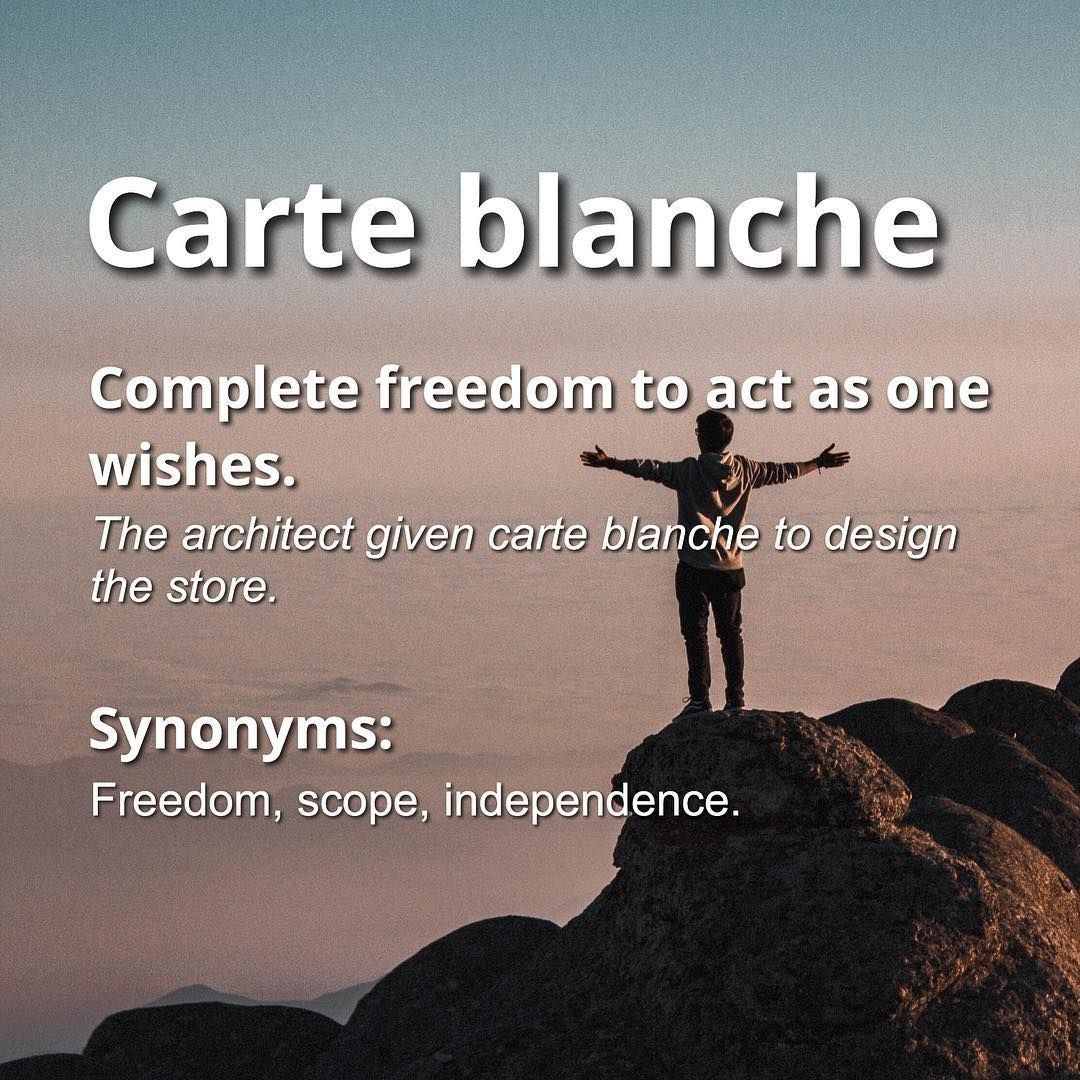 Carte blanche
Complete freedom to act as one
wishes.
The architect given carte blanche to design
the store.
Synonyms:
Freedom, scope, independence.